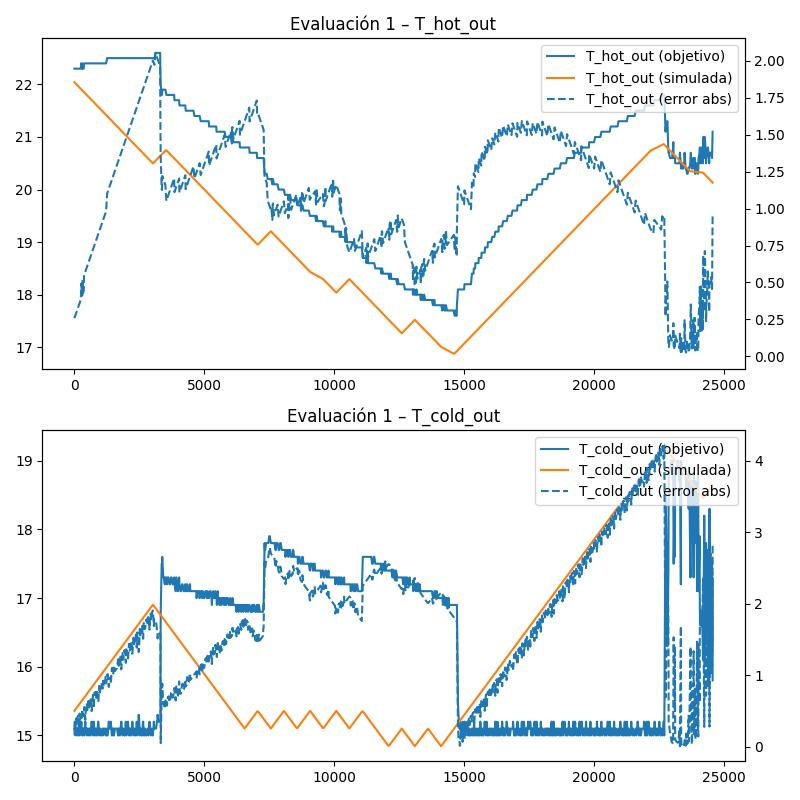 Evaluación 1 – T_hot_out
T_hot_out (objetivo)
T_hot_out (simulada)
T_hot_out (error abs)
22
21
20
19
18
17
2.00
1.75
1.50
1.25
1.00
0.75
0.50
0.25
0.00
0 5000 10000 15000 20000 25000
Evaluación 1 – T_cold_out
T_cold_out (objetivo)
T_cold_out (simulada)
T_cold_out (error abs)
19
18
17
16
15
4
3
2
1
0
0 5000 10000 15000 20000 25000